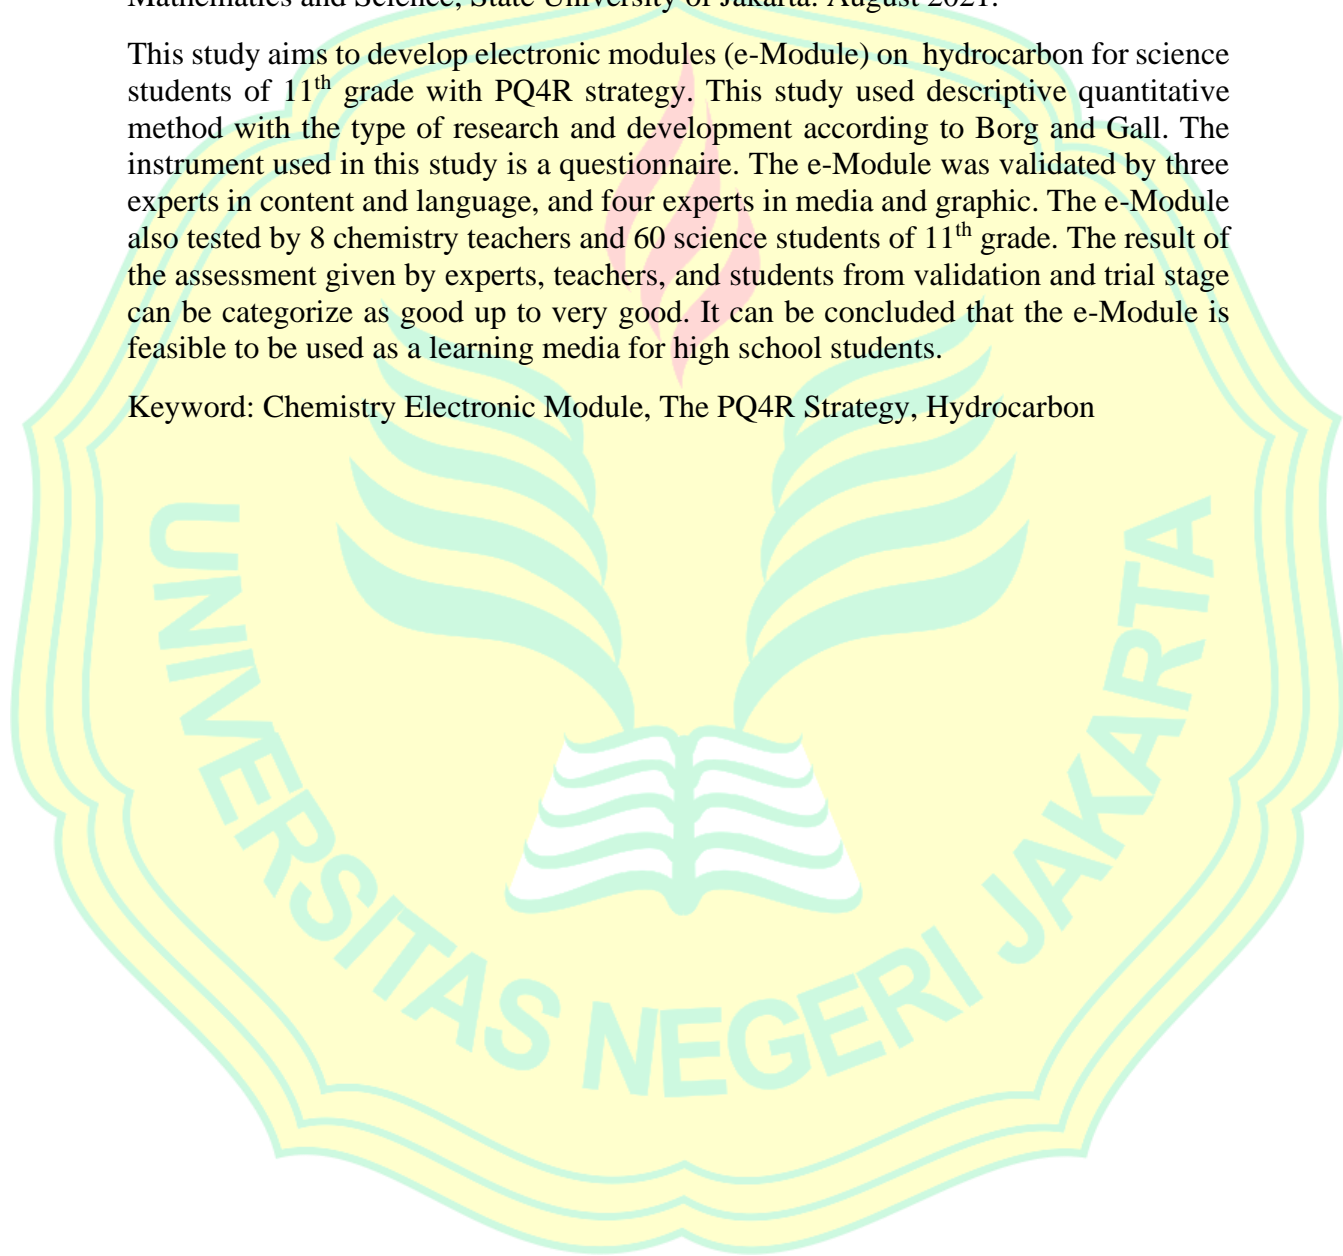 Mathematics and Science, State University of Jakarta. August 2021.
This study aims to develop electronic modules (e-Module) on hydrocarbon for science
students of 11th grade with PQ4R strategy. This study used descriptive quantitative
method with the type of research and development according to Borg and Gall. The
instrument used in this study is a questionnaire. The e-Module was validated by three
experts in content and language, and four experts in media and graphic. The e-Module
also tested by 8 chemistry teachers and 60 science students of 11th grade. The result of
the assessment given by experts, teachers, and students from validation and trial stage
can be categorize as good up to very good. It can be concluded that the e-Module is
feasible to be used as a learning media for high school students.
Keyword: Chemistry Electronic Module, The PQ4R Strategy, Hydrocarbon
UNIVERSITAS NEGERI JAKARTA